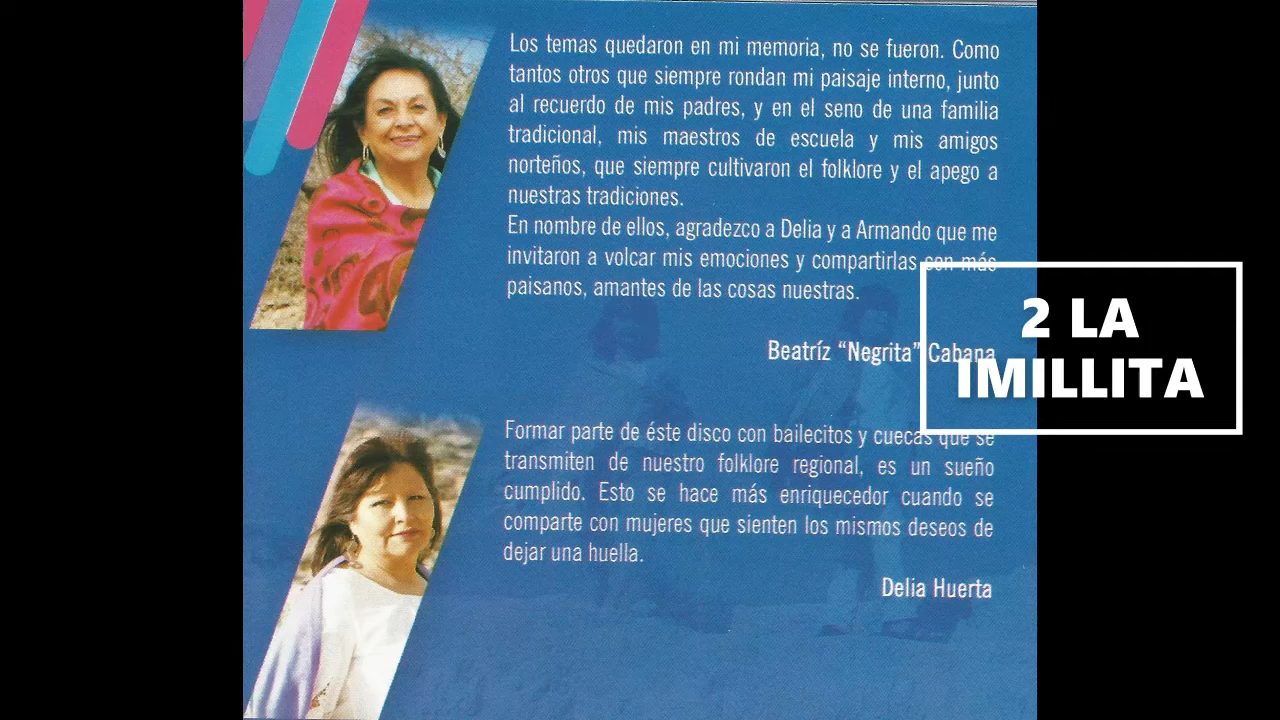 Los temas quedaron en mi memoria, no se fueron. Como
tantos otros que siempre rondan mi paisaje interno, junto
al recuerdo de mis padres, y en el seno de una familia
tradicional, mis maestros de escuela y mis amigos
norteños, que siempre cultivaron el folklore y el apego a
nuestras tradiciones.
En nombre de ellos, agradezco a Delia y a Armando que me
invitaron a volcar mis emociones y compartirlas con más
paisanos, amantes de las cosas nuestras.
Beatríz “Negrita” Cabana
2 LA
IMILLITA
Formar parte de éste disco con bailecitos y cuecas que se
transmiten de nuestro folklore regional, es un sueño
cumplido. Esto se hace más enriquecedor cuando se
comparte con mujeres que sienten los mismos deseos de
dejar una huella.
Delia Huerta